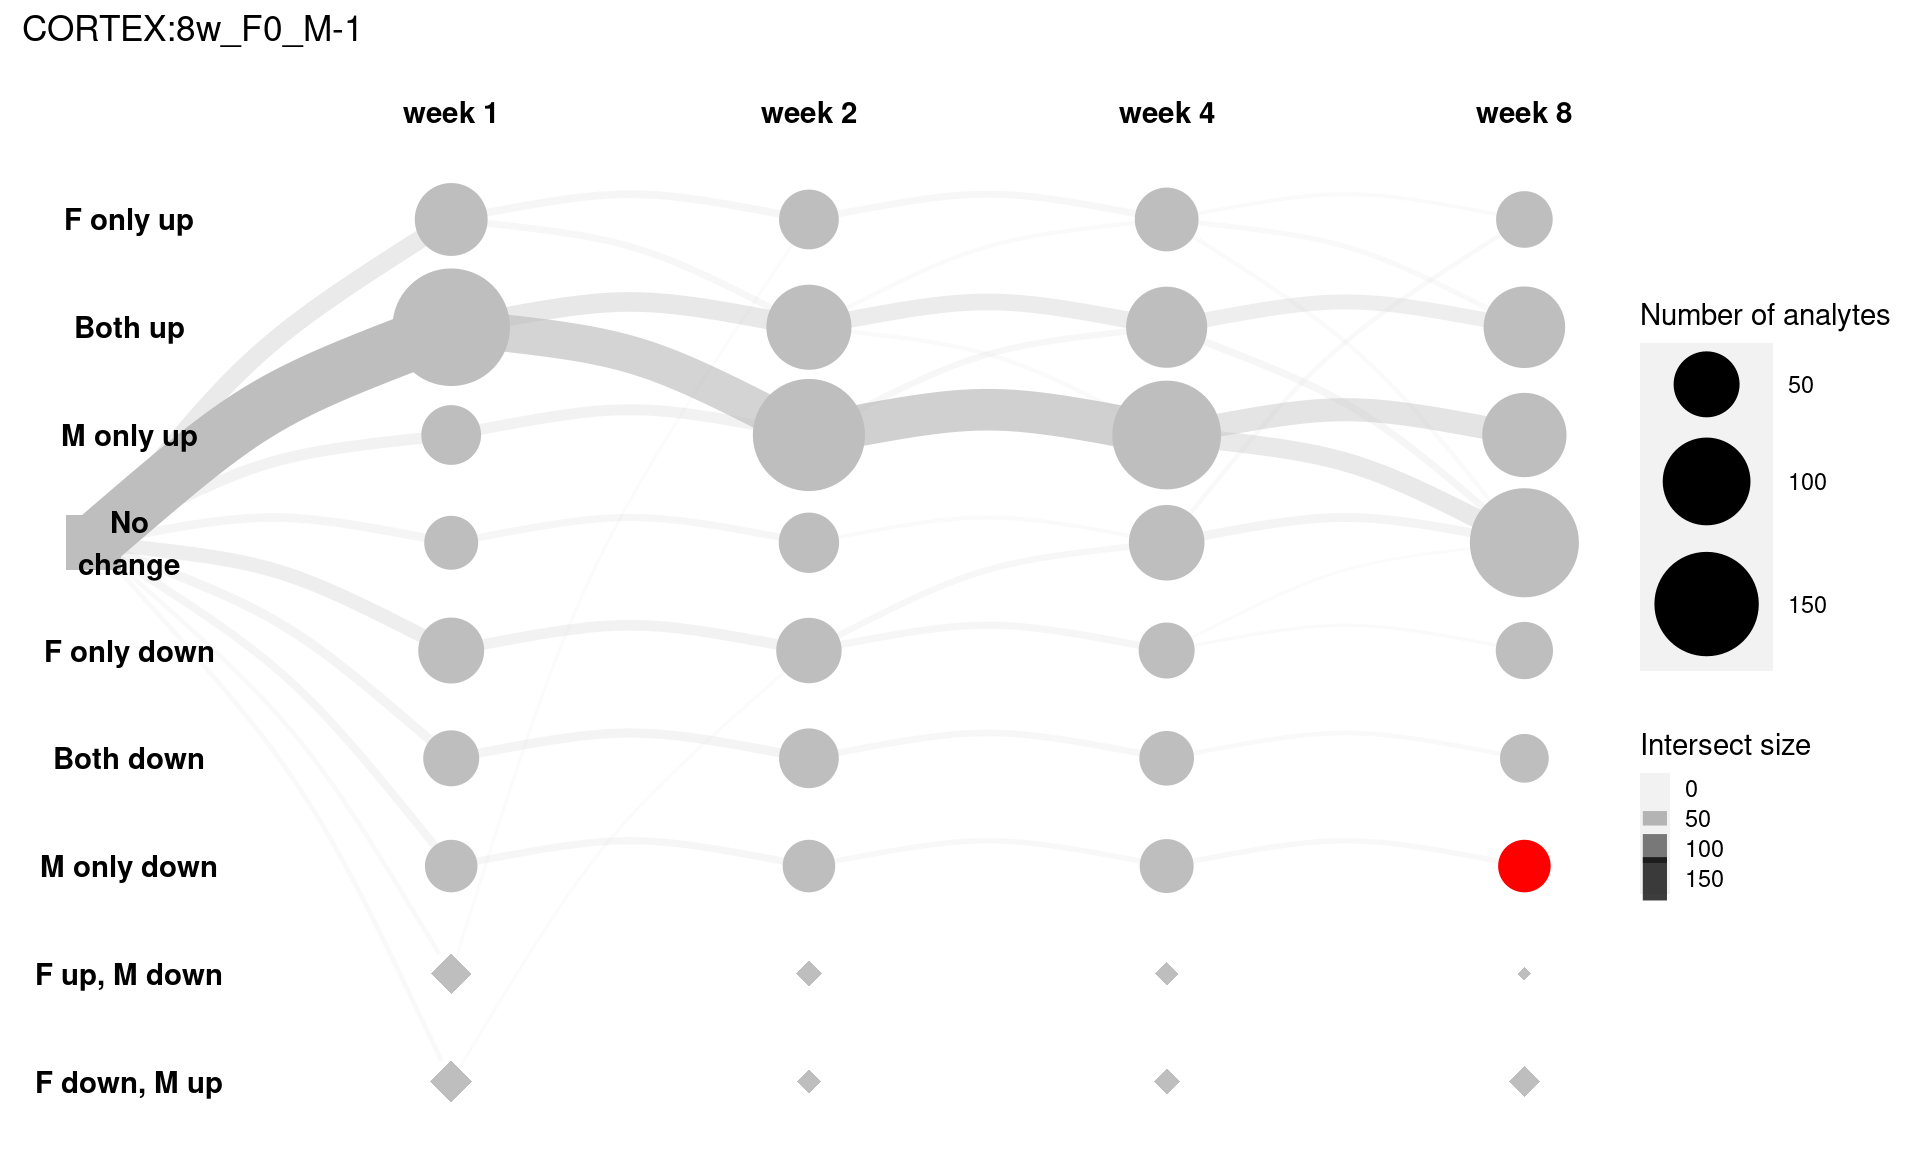 CORTEX:8w_F0_M-1
week 1
week 2
week 4
week 8
F only up
Both up
M only up
No
change
F only down
Both down
M only down
F up, M down
F down, M up
Number of analytes
50
100
150
Intersect size
0
50
100
150